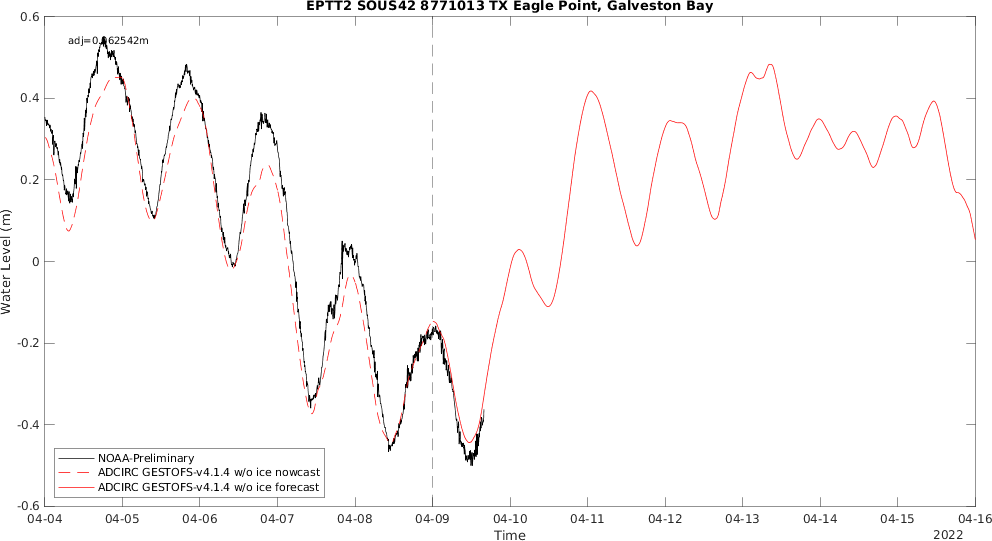 EPTT2 SOUS42 8771013 TX Eagle Point, Galveston Bay
adj=0.062542m
0.6
0.4
0.2
0
-0.2
-0.4
-0.6
Water Level (m)
NOAA-Preliminary
ADCIRC GESTOFS-v4.1.4 w/o ice nowcast
ADCIRC GESTOFS-v4.1.4 w/o ice forecast
04-04 04-05 04-06 04-07 04-08 04-09 04-10 04-11 04-12 04-13 04-14 04-15 04-16
Time
2022